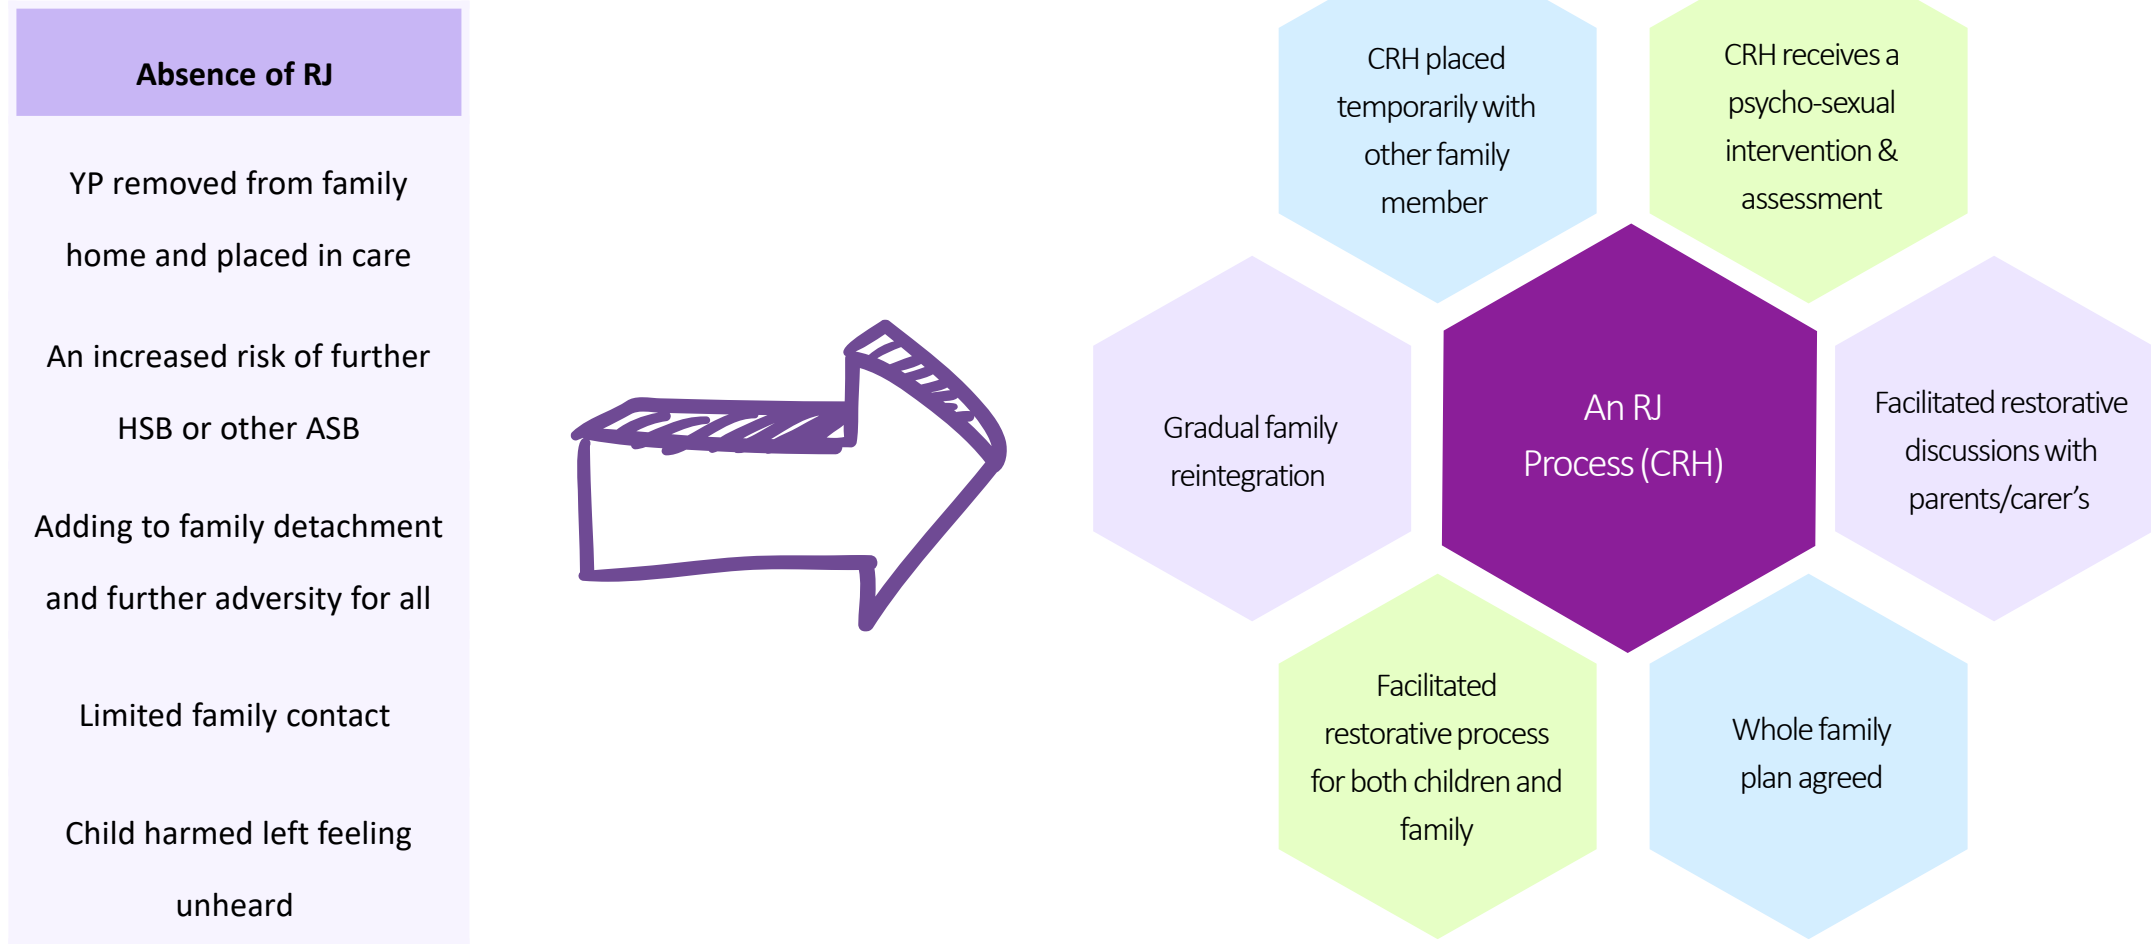 Absence of RJ
YP removed from family
home and placed in care
An increased risk of further
HSB or other ASB
Adding to family detachment
and further adversity for all
Limited family contact
Child harmed left feeling
unheard
CRH placed
temporarily with
other family
member
CRH receives a
psycho-sexual
intervention &
assessment
Gradual family
reintegration
An RJ
Process (CRH)
Facilitated restorative
discussions with
parents/carer’s
Facilitated
restorative process
for both children and
family
Whole family
plan agreed